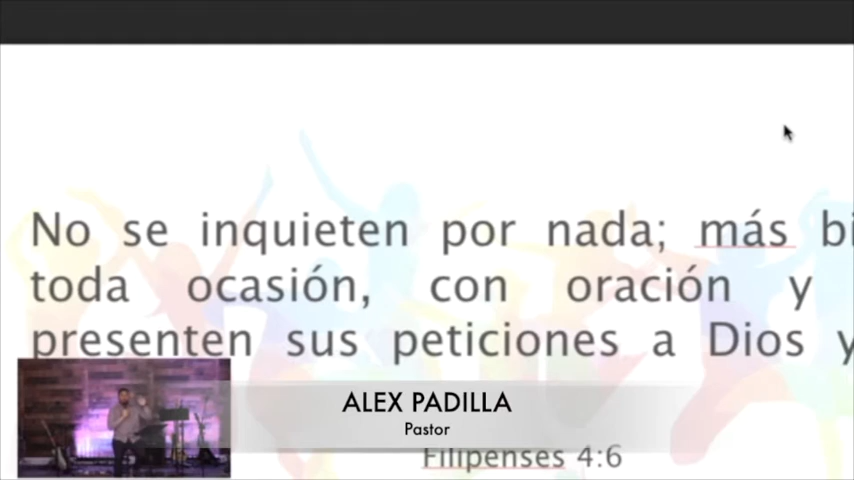 No se inquieten por nada; más bi
toda ocasión, con oración y
presenten sus peticiones a Dios y
ALEX PADILLA
Pastor
Filipenses 4:6